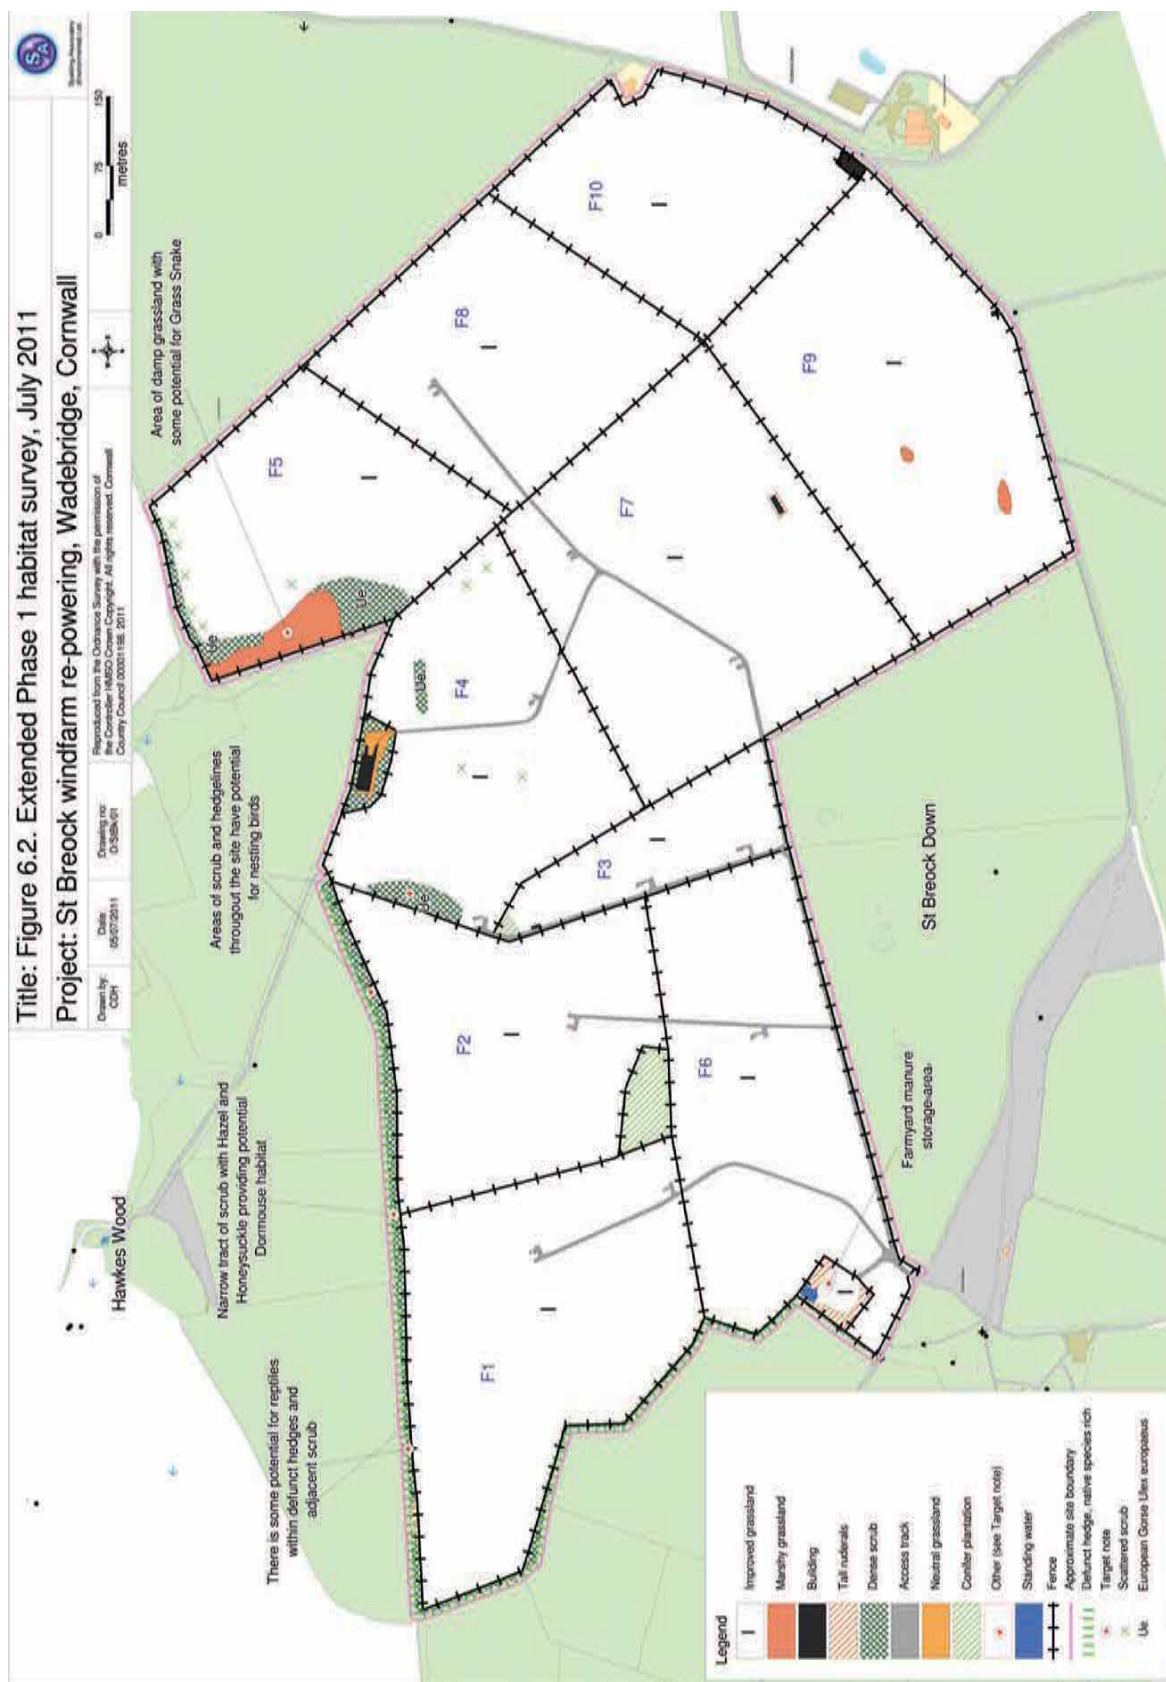 Title: Figure 6.2. Extended Phase 1 habitat survey, July 2011
Project: St Breock windfarm re-powering, Wadebridge, Cornwall
Drawn by:
CDH
Date:
05/07/2011
Drawing no:
D/StBk/01
Reproduced from the Ordnance Survey with the permission of
the Controller HMSO Crown Copyright. All rights reserved. Cornwall
Country Council 00001198. 2011
0 75 150
metres
SA
Hawkes Wood
There is some potential for reptiles
within defunct hedges and
adjacent scrub
Narrow tract of scrub with Hazel and
Honeysuckle providing potential
Dormouse habitat
Areas of scrub and hedgelines
througout the site have potential
for nesting birds
Area of damp grassland with
some potential for Grass Snake
Ue
Ue
F5
I
F8
I
F10
I
Ue
F4
I
Ue
F3
I
F7
I
F9
I
F2
I
F1
I
F6
I
Farmyard manure
storage area
I
St Breock Down
Legend
I Improved grassland
Marshy grassland
Building
Tall ruderals
Dense scrub
Access track
Neutral grassland
Conifer plantation
Other (see Target note)
Standing water
Fence
Approximate site boundary
Defunct hedge, native species rich
Target note
Scattered scrub
Ue. European Gorse Ulex europaeus